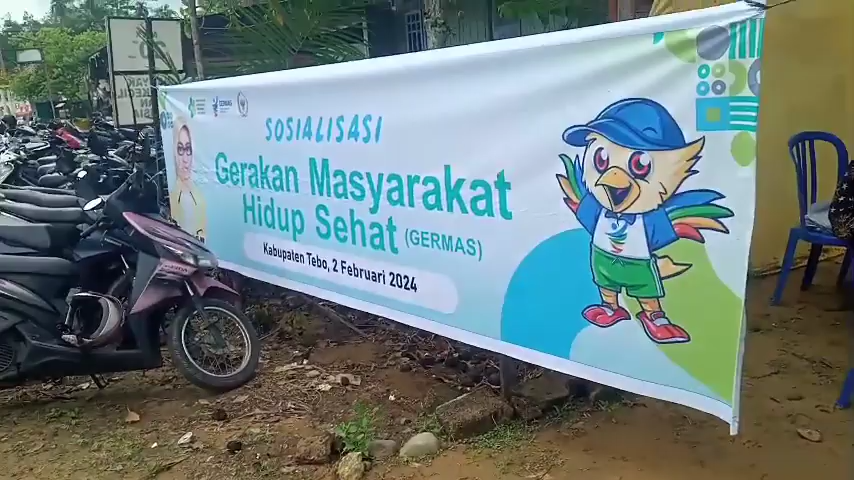 SOSIALISASI
Gerakan Masyarakat
Hidup Sehat (GERMAS)
Kabupaten Tebo, 2 Februari 2024